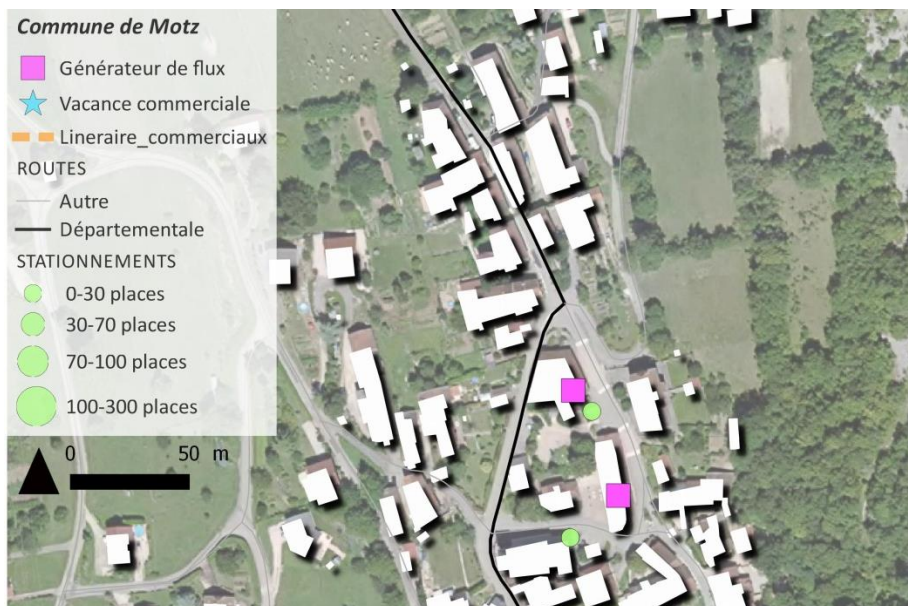 Commune de Motz
Générateur de flux
Vacance commerciale
Lineraire_commerciaux
ROUTES
Autre
Départementale
STATIONNEMENTS
0-30 places
30-70 places
70-100 places
100-300 places
0 50 m